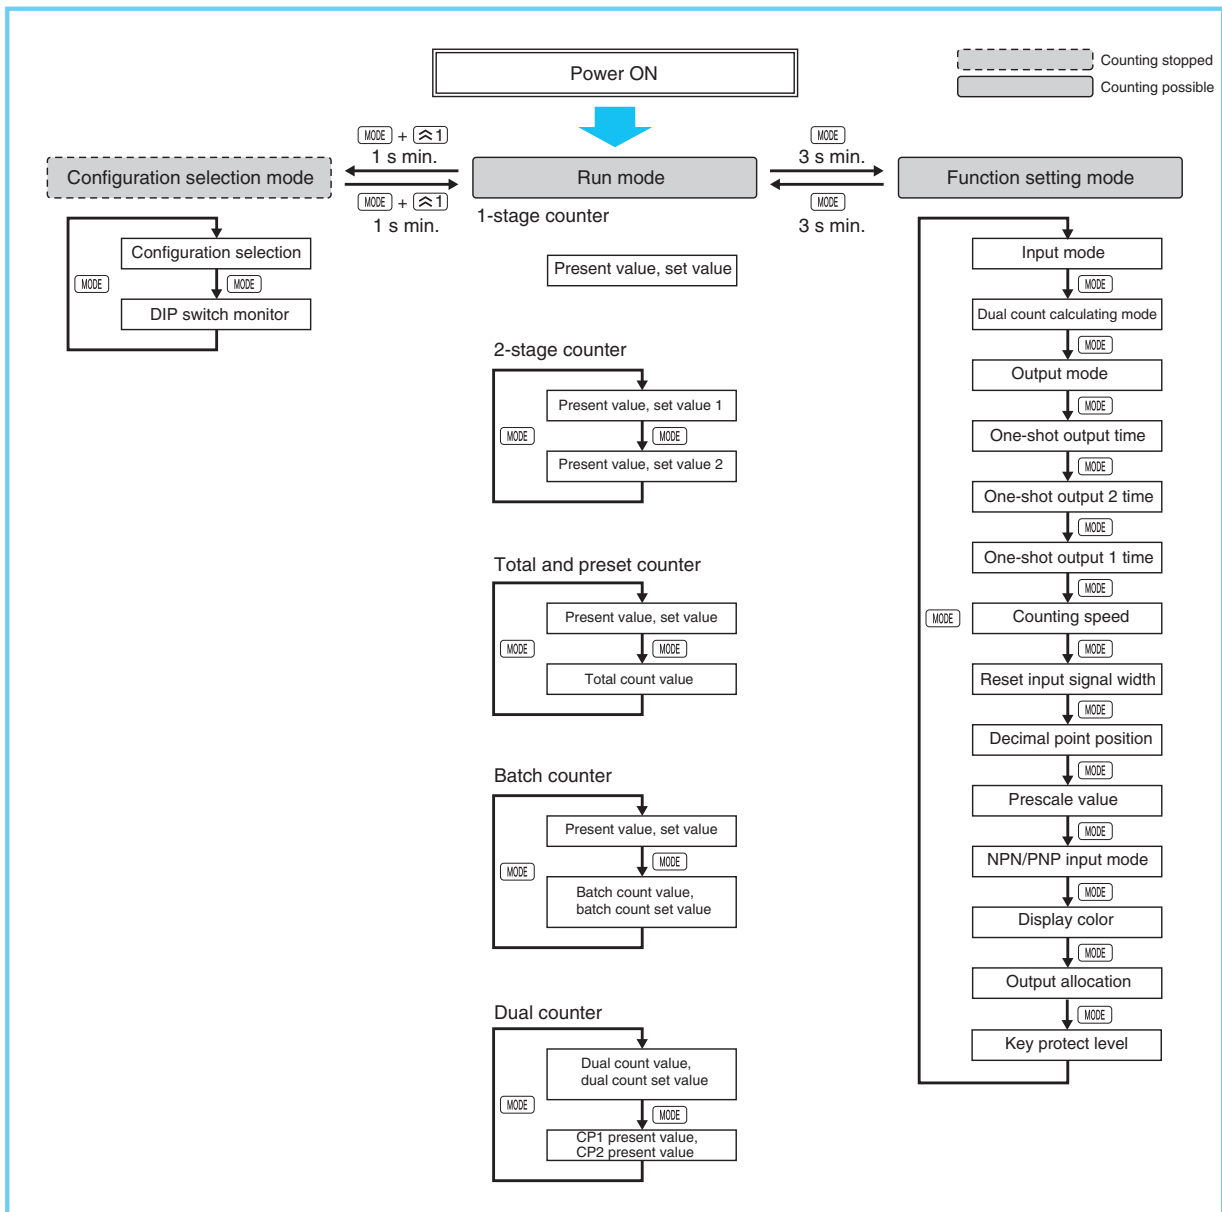 Power ON
Counting stopped
Counting possible
MODE + ︽1
1 s min.
MODE
3 s min.
Configuration selection mode
Run mode
Function setting mode
MODE + ︽1
1 s min.
MODE
3 s min.
Configuration selection
MODE
MODE
DIP switch monitor
1-stage counter
Present value, set value
2-stage counter
Present value, set value 1
MODE
MODE
Present value, set value 2
Total and preset counter
Present value, set value
MODE
MODE
Total count value
Batch counter
Present value, set value
MODE
MODE
Batch count value,
batch count set value
Dual counter
Dual count value,
dual count set value
MODE
MODE
CP1 present value,
CP2 present value
Input mode
MODE
Dual count calculating mode
MODE
Output mode
MODE
One-shot output time
MODE
One-shot output 2 time
MODE
One-shot output 1 time
MODE
MODE
Counting speed
MODE
Reset input signal width
MODE
Decimal point position
MODE
Prescale value
MODE
NPN/PNP input mode
MODE
Display color
MODE
Output allocation
MODE
Key protect level